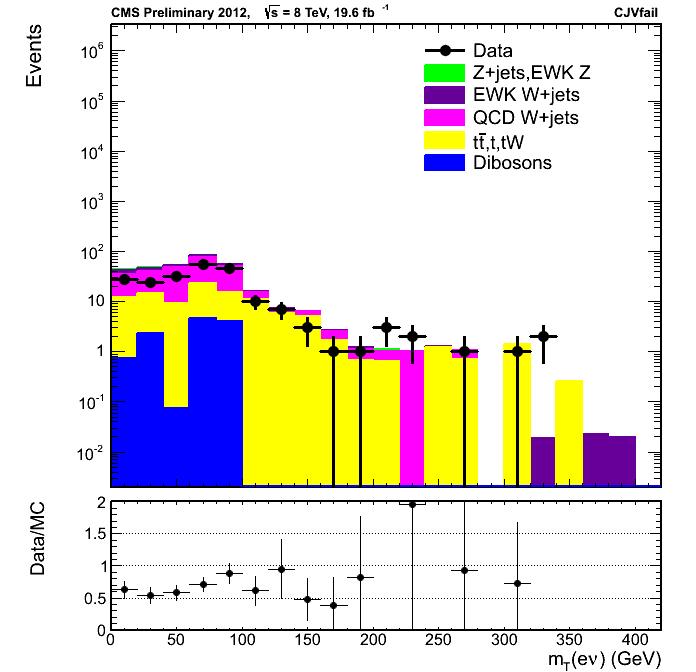 CMS Preliminary 2012, √s = 8 TeV, 19.6 fb⁻¹ CJVfail
Events
10⁶
10⁵
10⁴
10³
10²
10
1
10⁻¹
10⁻²
Data
Z+jets,EWK Z
EWK W+jets
QCD W+jets
tt̅,t,tW
Dibosons
Data/MC
2
1.5
1
0.5
0
0 50 100 150 200 250 300 350 400
m_T(eν) (GeV)